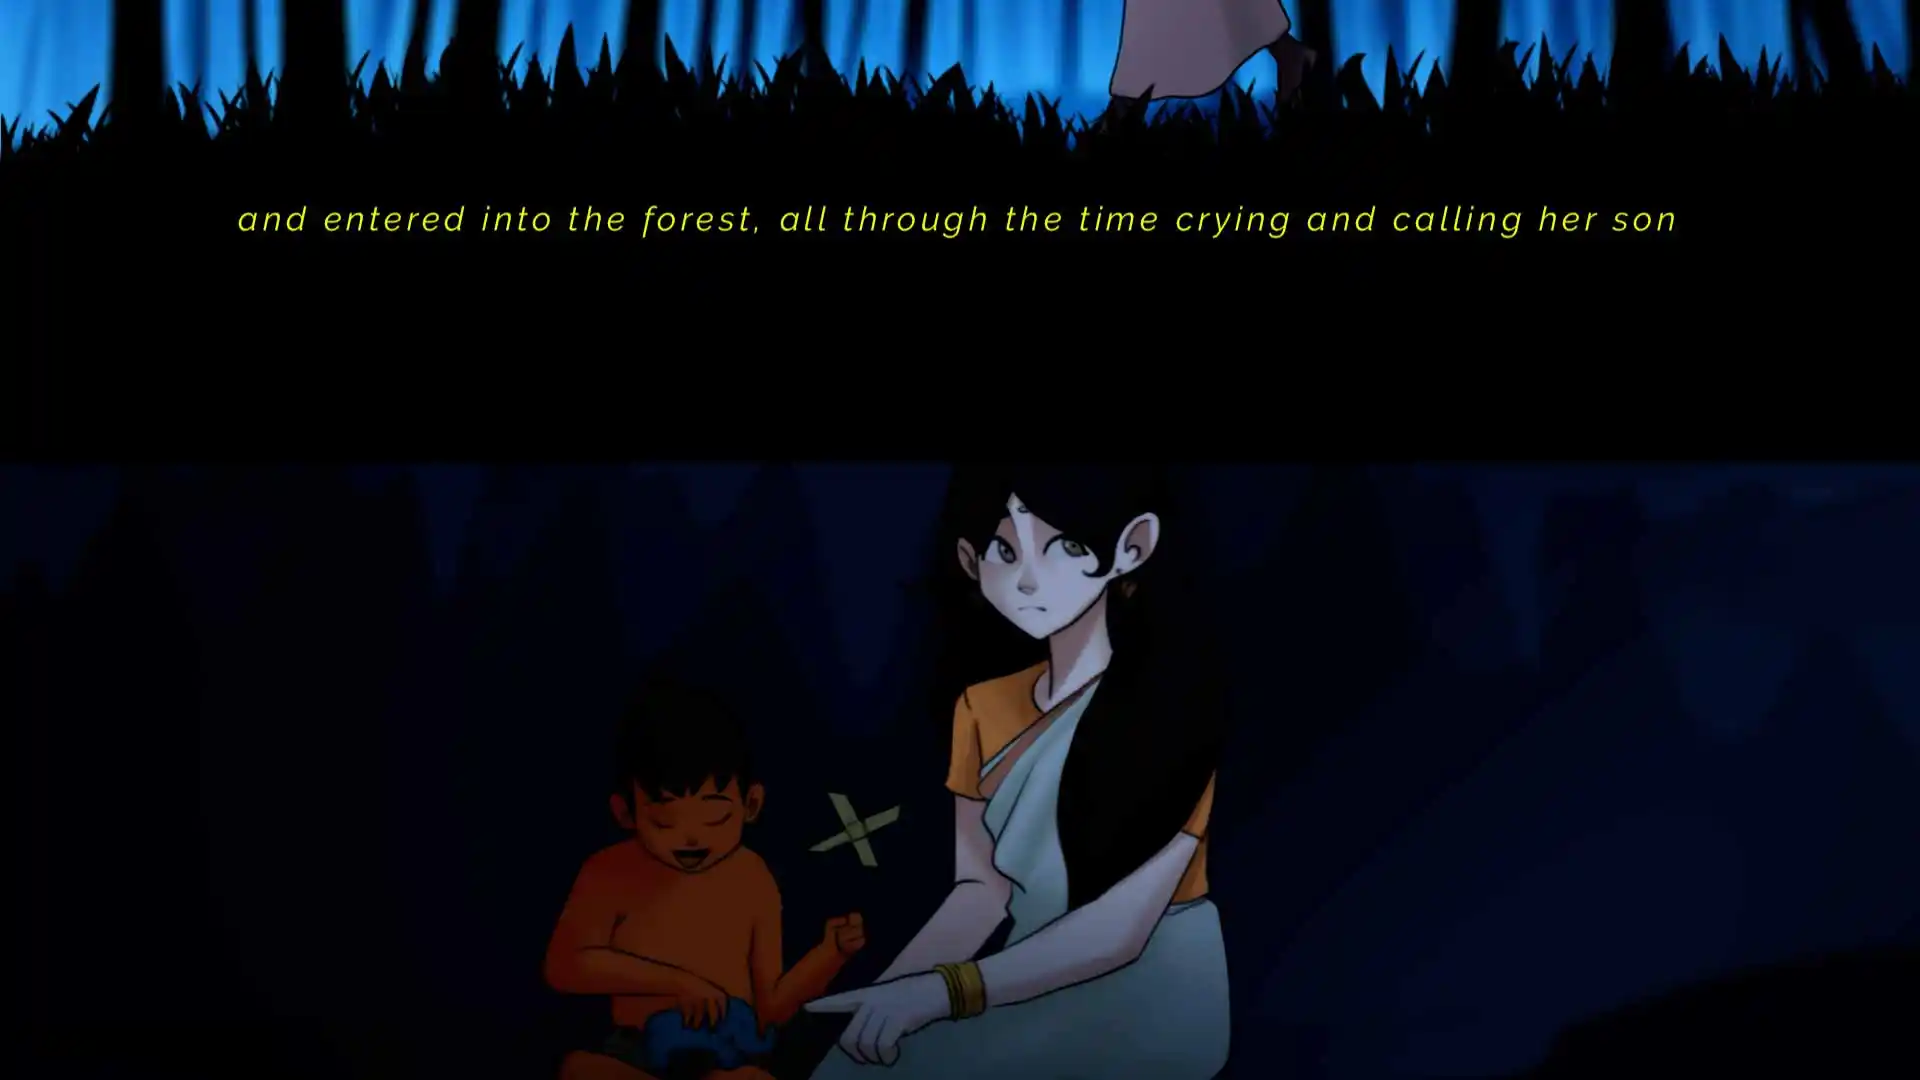 and entered into the forest, all through the time crying and calling her son